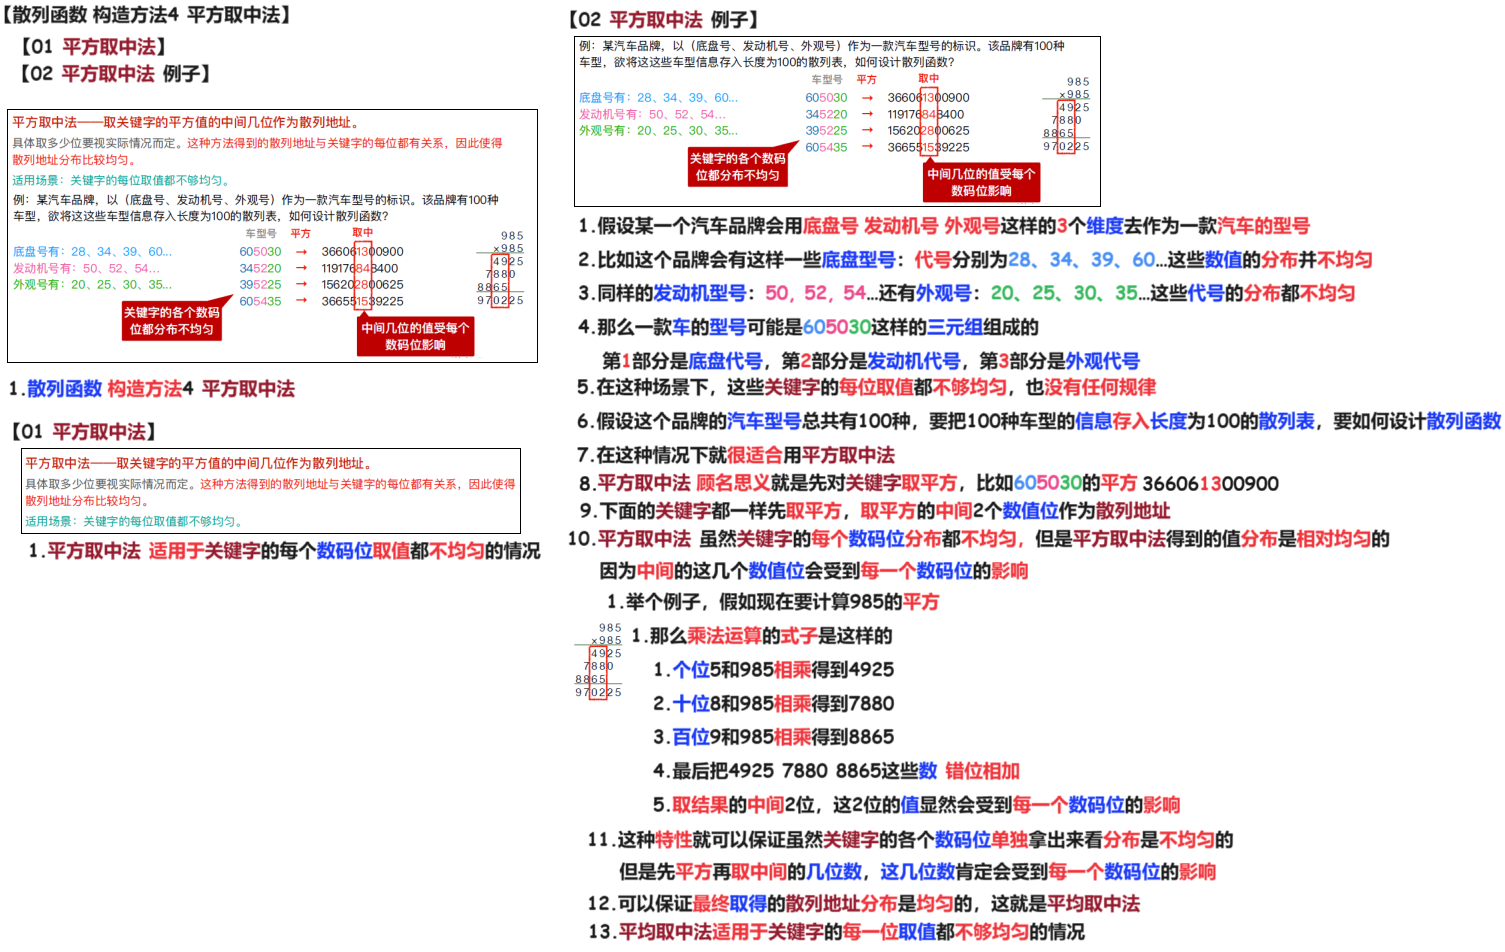 【散列函数 构造方法4 平方取中法】
【01 平方取中法】
【02 平方取中法 例子】
平方取中法——取关键字的平方值的中间几位作为散列地址。
具体取多少位要视实际情况而定。这种方法得到的散列地址与关键字的每位都有关系，因此使得
散列地址分布比较均匀。
适用场景：关键字的每位取值都不够均匀。
例：某汽车品牌，以（底盘号、发动机号、外观号）作为一款汽车型号的标识。该品牌有100种
车型，欲将这这些车型信息存入长度为100的散列表，如何设计散列函数？
车型号 平方 取中
底盘号有：28、34、39、60...
发动机号有：50、52、54...
外观号有：20、25、30、35...
605030 → 366061300900
345220 → 119176848400
395225 → 156202800625
605435 → 366551539225
关键字的各个数码
位都分布不均匀
中间几位的值受每个
数码位影响
985
×985
4925
7880
8865
970225
1.散列函数 构造方法4 平方取中法
【01 平方取中法】
平方取中法——取关键字的平方值的中间几位作为散列地址。
具体取多少位要视实际情况而定。这种方法得到的散列地址与关键字的每位都有关系，因此使得
散列地址分布比较均匀。
适用场景：关键字的每位取值都不够均匀。
1.平方取中法 适用于关键字的每个数码位取值都不均匀的情况
【02 平方取中法 例子】
例：某汽车品牌，以（底盘号、发动机号、外观号）作为一款汽车型号的标识。该品牌有100种
车型，欲将这这些车型信息存入长度为100的散列表，如何设计散列函数？
车型号 平方 取中
底盘号有：28、34、39、60...
发动机号有：50、52、54...
外观号有：20、25、30、35...
605030 → 366061300900
345220 → 119176848400
395225 → 156202800625
605435 → 366551539225
关键字的各个数码
位都分布不均匀
中间几位的值受每个
数码位影响
985
×985
4925
7880
8865
970225
1.假设某一个汽车品牌会用底盘号 发动机号 外观号这样的3个维度去作为一款汽车的型号
2.比如这个品牌会有这样一些底盘型号：代号分别为28、34、39、60...这些数值的分布并不均匀
3.同样的发动机型号：50, 52, 54...还有外观号：20、25、30、35...这些代号的分布都不均匀
4.那么一款车的型号可能是605030这样的三元组组成的
第1部分是底盘代号，第2部分是发动机代号，第3部分是外观代号
5.在这种场景下，这些关键字的每位取值都不够均匀，也没有任何规律
6.假设这个品牌的汽车型号总共有100种，要把100种车型的信息存入长度为100的散列表，要如何设计散列函数
7.在这种情况下就很适合用平方取中法
8.平方取中法 顾名思义就是先对关键字取平方，比如605030的平方 366061300900
9.下面的关键字都一样先取平方，取平方的中间2个数值位作为散列地址
10.平方取中法 虽然关键字的每个数码位分布都不均匀，但是平方取中法得到的值分布是相对均匀的
因为中间的这几个数值位会受到每一个数码位的影响
1.举个例子，假如现在要计算985的平方
985
×985
4925
7880
8865
970225
1.那么乘法运算的式子是这样的
1.个位5和985相乘得到4925
2.十位8和985相乘得到7880
3.百位9和985相乘得到8865
4.最后把4925 7880 8865这些数 错位相加
5.取结果的中间2位，这2位的值显然会受到每一个数码位的影响
11.这种特性就可以保证虽然关键字的各个数码位单独拿出来看分布是不均匀的
但是先平方再取中间的几位数，这几位数肯定会受到每一个数码位的影响
12.可以保证最终取得的散列地址分布是均匀的，这就是平均取中法
13.平均取中法适用于关键字的每一位取值都不够均匀的情况